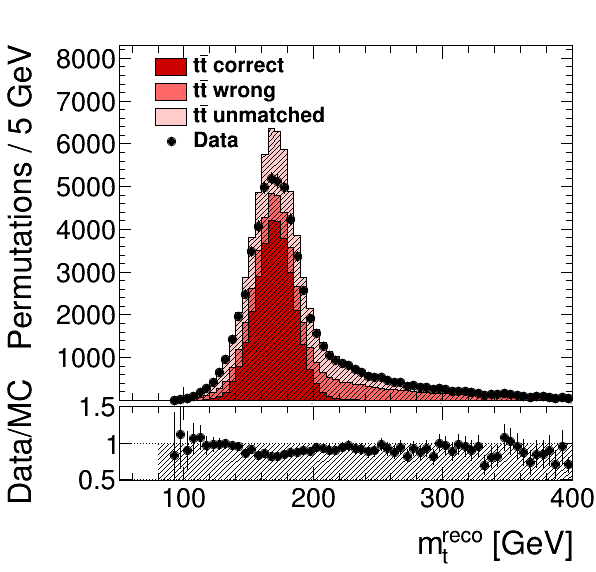 Permutations / 5 GeV
8000
7000
6000
5000
4000
3000
2000
1000
tt̄ correct
tt̄ wrong
tt̄ unmatched
Data
Data/MC
1.5
1
0.5
100
200
300
400
m_t^reco [GeV]